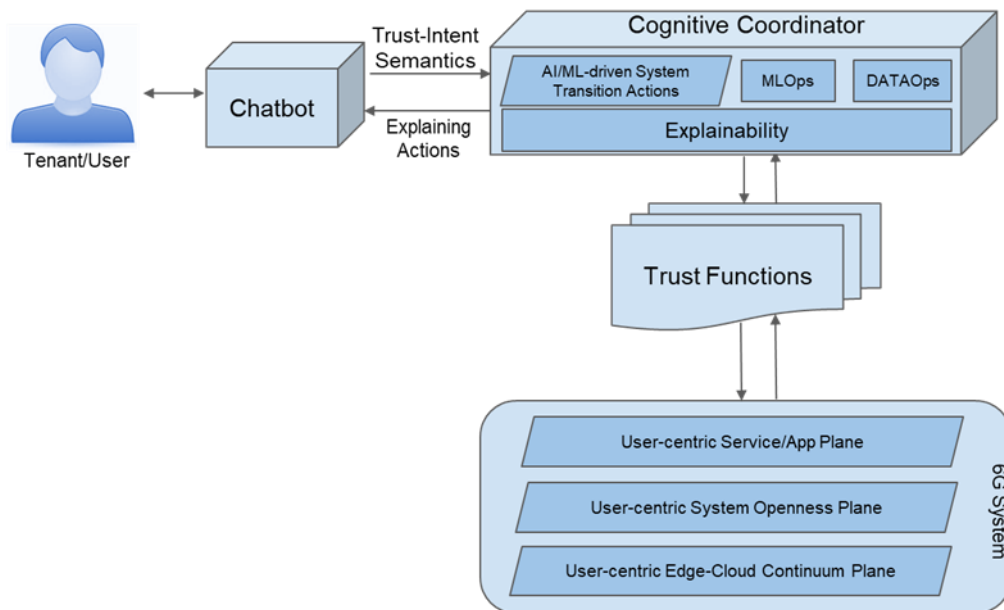 Cognitive Coordinator
Trust-Intent
Semantics
AI/ML-driven System
Transition Actions
MLOps
DATAOps
Chatbot
Explainability
Explaining
Actions
Tenant/User
Trust Functions
User-centric Service/App Plane
User-centric System Openness Plane
User-centric Edge-Cloud Continuum Plane
6G System